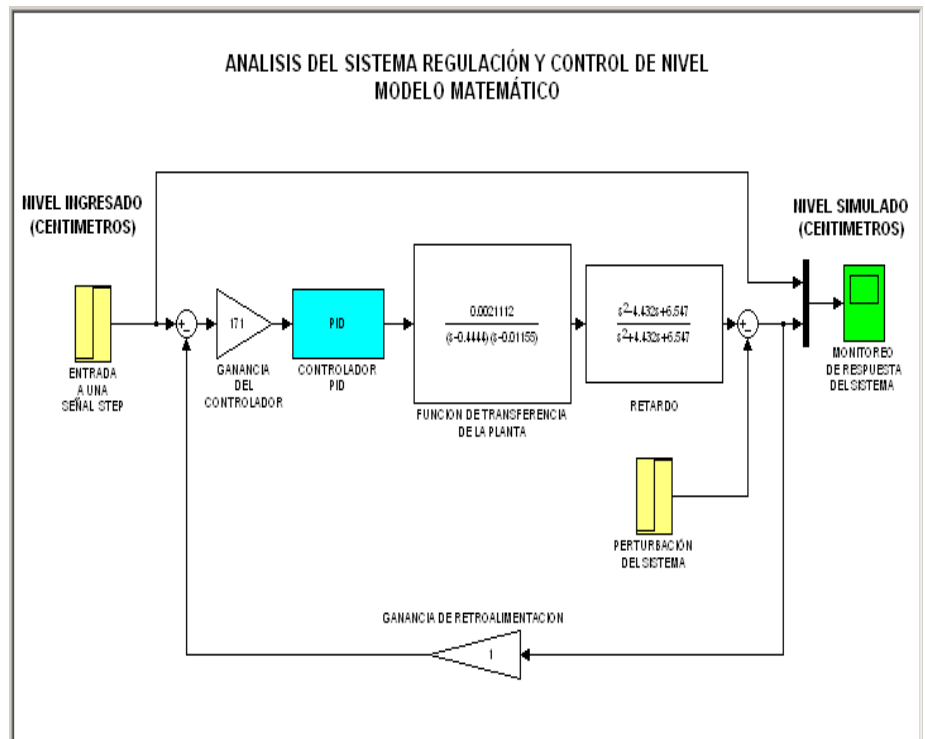 ANALISIS DEL SISTEMA REGULACIÓN Y CONTROL DE NIVEL
MODELO MATEMÁTICO
NIVEL INGRESADO
(CENTIMETROS)
NIVEL SIMULADO
(CENTIMETROS)
ENTRADA
A UNA
SEÑAL STEP
+
−
171
GANANCIA
DEL
CONTROLADOR
PID
CONTROLADOR
PID
0.0021112
(s-0.4444) (s-0.01155)
FUNCION DE TRANSFERENCIA
DE LA PLANTA
s²-4.432s+6.547
s²+4.432s+6.547
RETARDO
+
−
MONITOREO
DE RESPUESTA
DEL SISTEMA
PERTURBACIÓN
DEL SISTEMA
GANANCIA DE RETROALIMENTACION
1